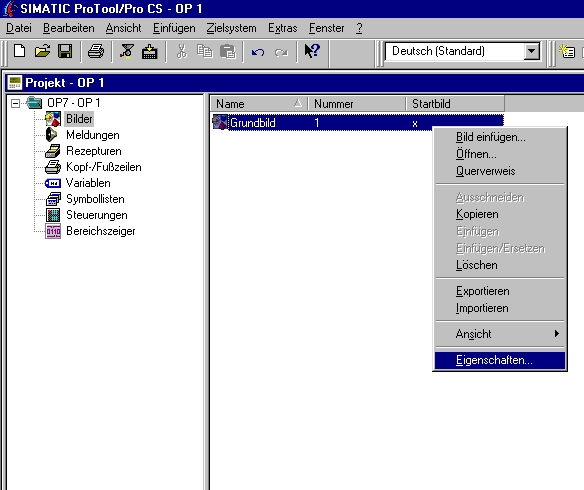 SIMATIC ProTool/Pro CS - OP 1
Datei Bearbeiten Ansicht Einfügen Zielsystem Extras Fenster ?
Deutsch (Standard)
Projekt - OP 1
OP7 - OP 1
Bilder
Meldungen
Rezepturen
Kopf-/Fußzeilen
Variablen
Symbollisten
Steuerungen
Bereichszeiger
Name Nummer Startbild
Grundbild 1 x
Bild einfügen...
Öffnen...
Querverweis
Ausschneiden
Kopieren
Einfügen
Einfügen/Ersetzen
Löschen
Exportieren
Importieren
Ansicht
Eigenschaften...